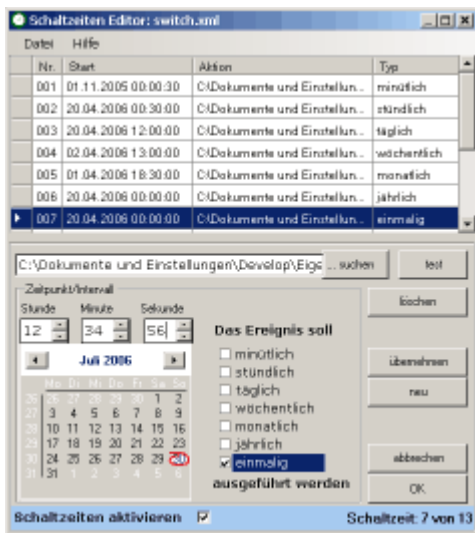 Schaltzeiten Editor: switch.xml
Datei Hilfe
Nr. Start Aktion Typ
001 01.11.2005 00:00:30 C:\Dokumente und Einstellun... minütlich
002 20.04.2006 00:30:00 C:\Dokumente und Einstellun... stündlich
003 20.04.2006 12:00:00 C:\Dokumente und Einstellun... täglich
004 02.04.2006 13:00:00 C:\Dokumente und Einstellun... wöchentlich
005 01.04.2006 18:30:00 C:\Dokumente und Einstellun... monatlich
006 20.04.2006 00:00:00 C:\Dokumente und Einstellun... jährlich
007 20.04.2006 00:00:00 C:\Dokumente und Einstellun... einmalig
C:\Dokumente und Einstellungen\Develop\Eige ... suchen test
Zeitpunkt/Intervall löschen
Stunde Minute Sekunde
12 34 56 Das Ereignis soll
Juli 2006 minütlich übernehmen
Mo Di Mi Do Fr Sa So stündlich
26 26 27 28 29 30 1 2 täglich neu
27 3 4 5 6 7 8 9 wöchentlich
28 10 11 12 13 14 15 16 monatlich
29 17 18 19 20 21 22 23 jährlich
30 24 25 26 27 28 29 30 einmalig abbrechen
31 31 1 2 3 4 5 6 ausgeführt werden
OK
Schaltzeiten aktivieren Schaltzeit: 7 von 13